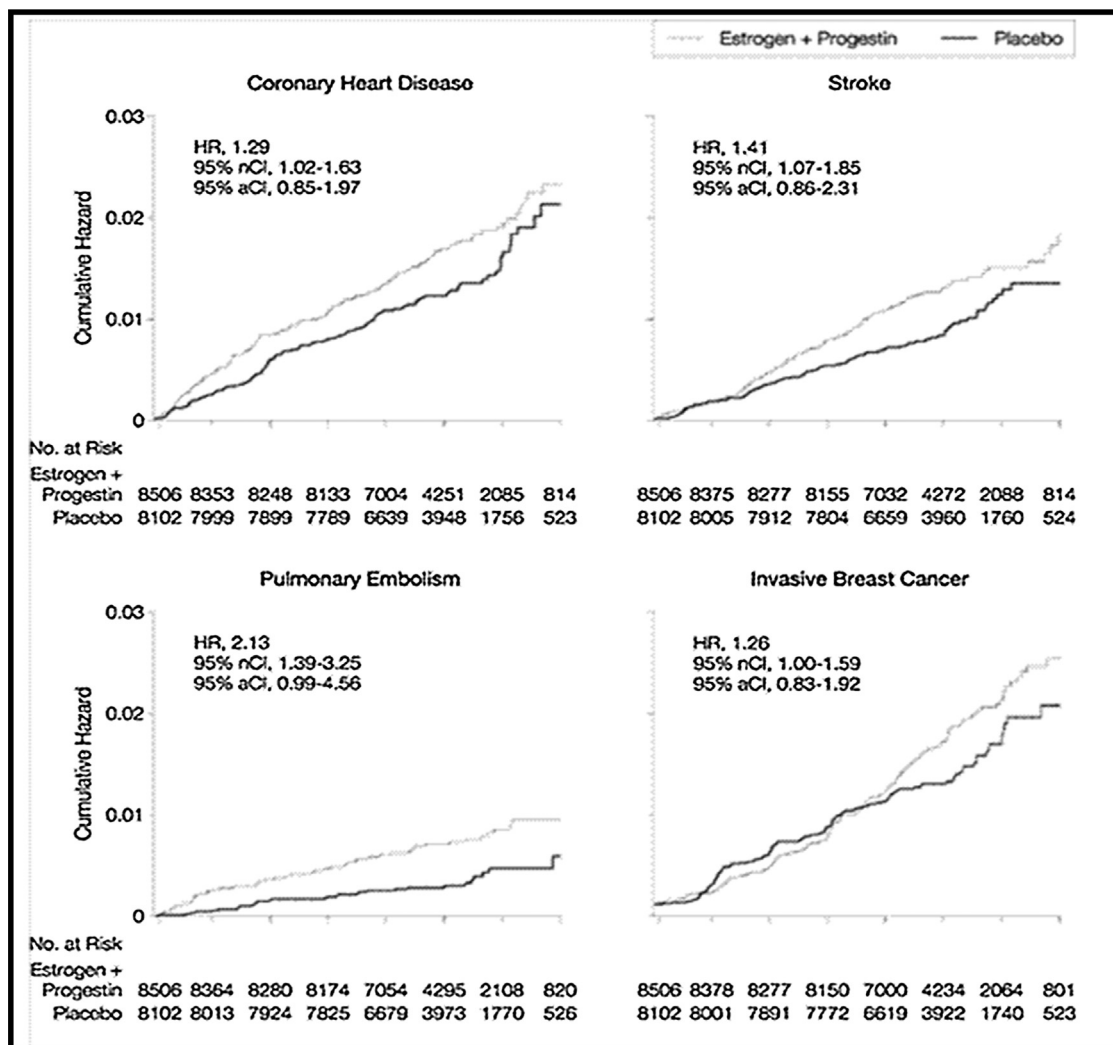 Estrogen + Progestin Placebo
Coronary Heart Disease
0.03
HR, 1.29
95% nCI, 1.02-1.63
95% aCI, 0.85-1.97
0.02
Cumulative Hazard
0.01
0
No. at Risk
Estrogen +
Progestin 8506 8353 8248 8133 7004 4251 2085 814
Placebo 8102 7999 7899 7789 6639 3948 1756 523
Stroke
HR, 1.41
95% nCI, 1.07-1.85
95% aCI, 0.86-2.31
8506 8375 8277 8155 7032 4272 2088 814
8102 8005 7912 7804 6659 3960 1760 524
Pulmonary Embolism
0.03
HR, 2.13
95% nCI, 1.39-3.25
95% aCI, 0.99-4.56
0.02
Cumulative Hazard
0.01
0
No. at Risk
Estrogen +
Progestin 8506 8364 8280 8174 7054 4295 2108 820
Placebo 8102 8013 7924 7825 6679 3973 1770 526
Invasive Breast Cancer
HR, 1.26
95% nCI, 1.00-1.59
95% aCI, 0.83-1.92
8506 8378 8277 8150 7000 4234 2064 801
8102 8001 7891 7772 6619 3922 1740 523